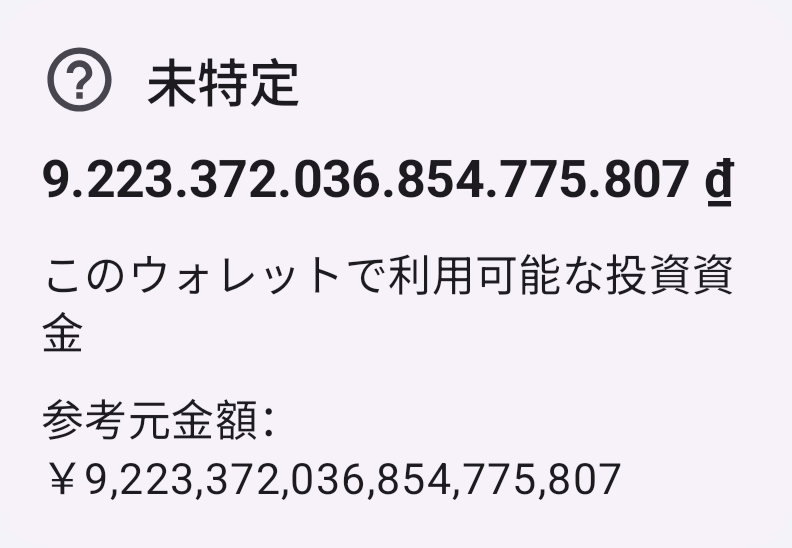 未特定
9.223.372.036.854.775.807 ₫
このウォレットで利用可能な投資資
金
参考元金額:
￥9,223,372,036,854,775,807